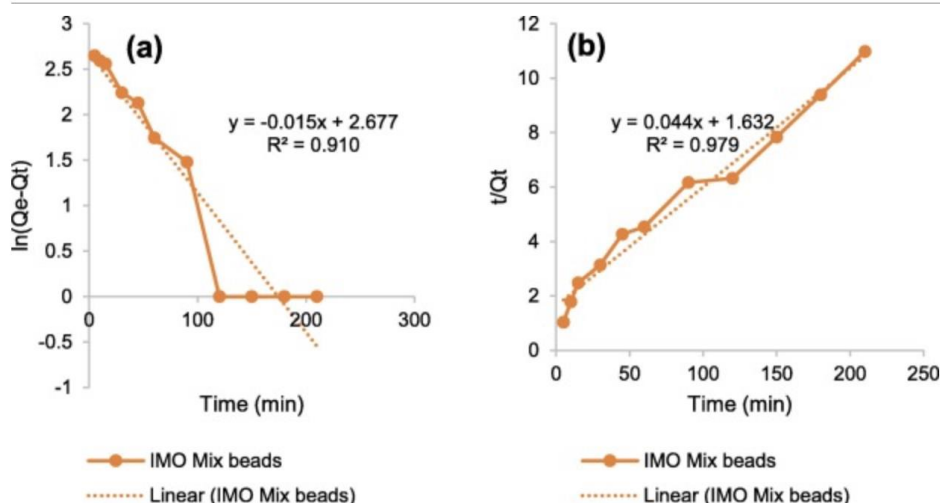 (a)
3
2.5
2
1.5
1
0.5
0
-0.5
-1
0
100
200
300
ln(Qe-Qt)
y = -0.015x + 2.677
R² = 0.910
Time (min)
IMO Mix beads
Linear (IMO Mix beads)
(b)
12
10
8
6
4
2
0
0
50
100
150
200
250
t/Qt
y = 0.044x + 1.632
R² = 0.979
Time (min)
IMO Mix beads
Linear (IMO Mix beads)